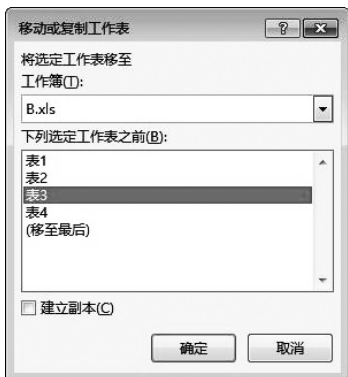 移动或复制工作表
将选定工作表移至
工作簿(T):
B.xls
下列选定工作表之前(B):
表1
表2
表3
表4
(移至最后)
建立副本(C)
确定 取消